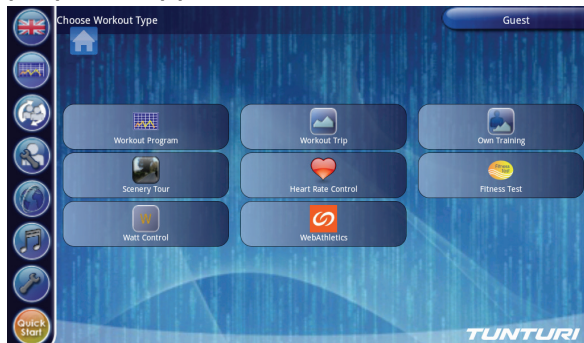 Choose Workout Type
Guest
Workout Program
Workout Trip
Own Training
Scenery Tour
Heart Rate Control
Fitness Test
W
Watt Control
WebAthletics
Quick
Start
TUNTURI